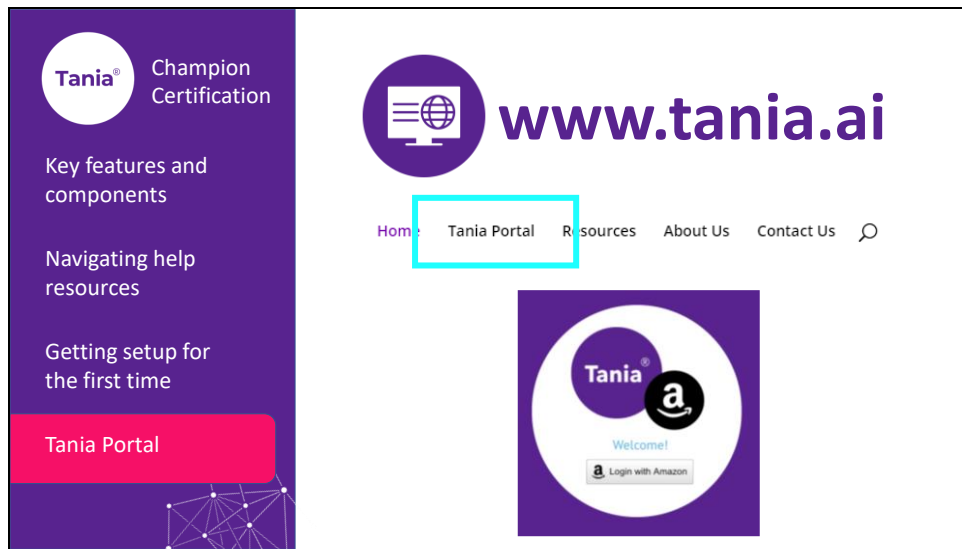 Tania®
Champion
Certification
Key features and
components
Navigating help
resources
Getting setup for
the first time
Tania Portal
www.tania.ai
Home Tania Portal Resources About Us Contact Us
Tania®
a
Welcome!
a Login with Amazon